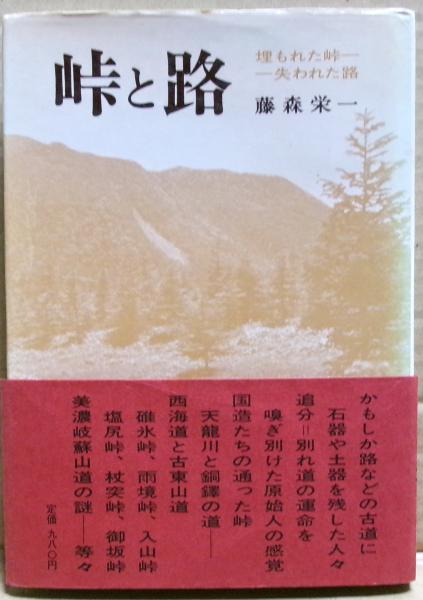 峠と路
埋もれた峠―
―失われた路
藤森栄一
かもしか路などの古道に
石器や土器を残した人々
追分＝別れ道の運命を
嗅ぎ別けた原始人の感覚
国造たちの通った峠
天龍川と銅鐸の道――
西海道と古東山道
碓氷峠、雨境峠、入山峠
塩尻峠、杖突峠、御坂峠
美濃岐蘇山道の謎――等々
定価 九八〇円